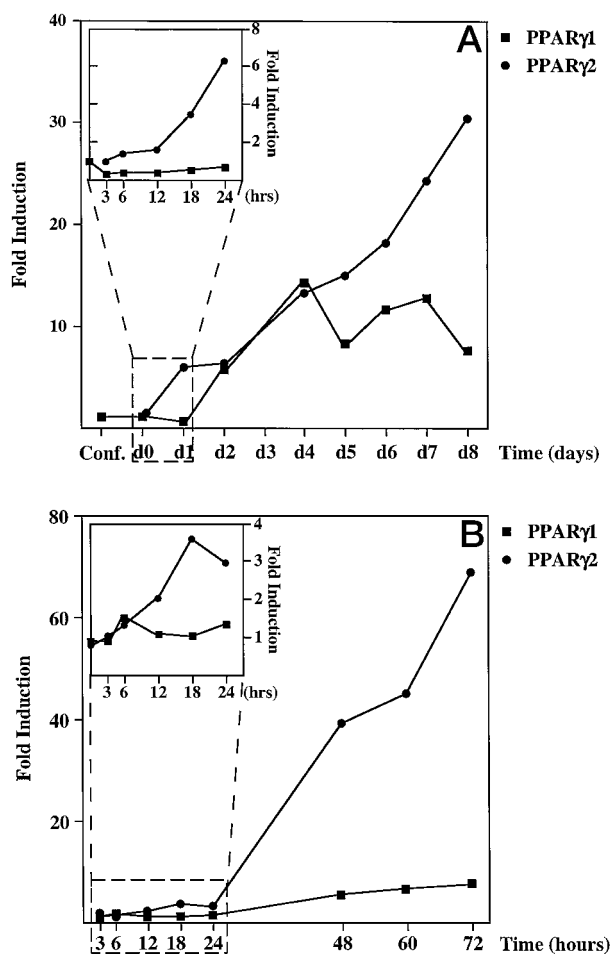 A
PPARγ1
PPARγ2
Fold Induction
40
30
20
10
Fold Induction
8
6
4
2
3 6 12 18 24 (hrs)
Conf. d0 d1 d2 d3 d4 d5 d6 d7 d8 Time (days)
B
PPARγ1
PPARγ2
Fold Induction
80
60
40
20
Fold Induction
4
3
2
1
3 6 12 18 24 (hrs)
3 6 12 18 24 48 60 72 Time (hours)